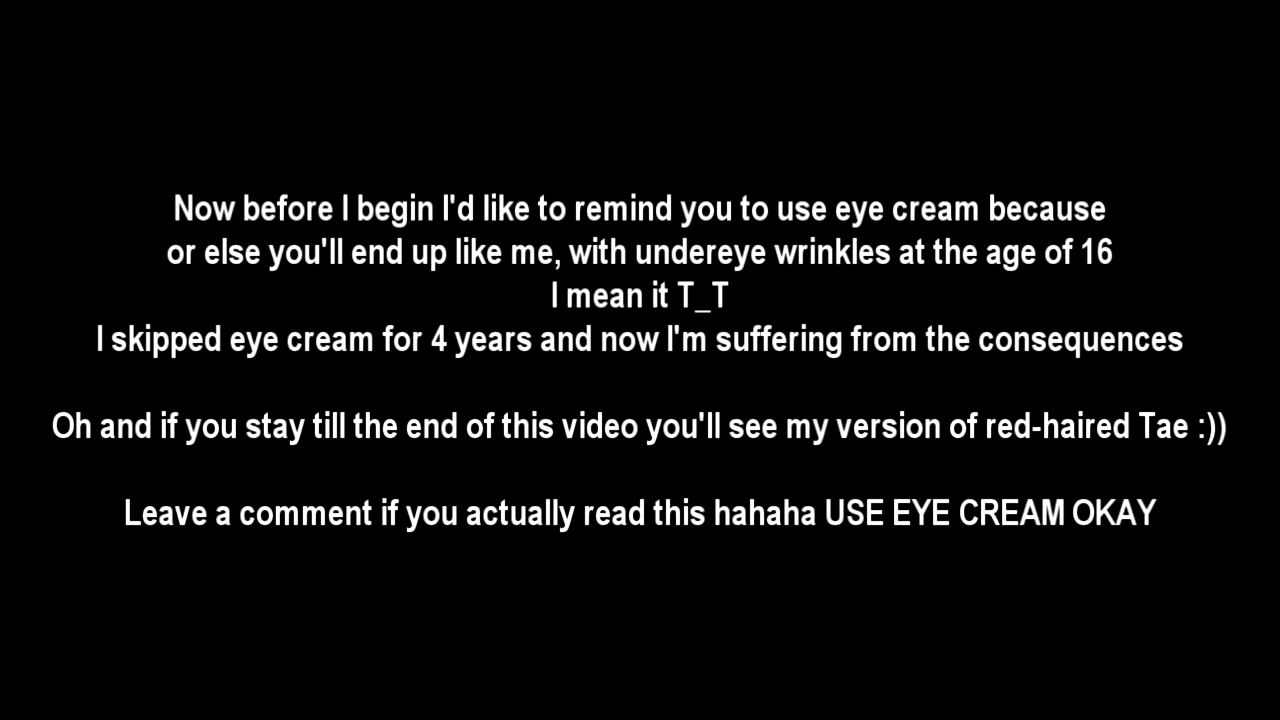 Now before I begin I'd like to remind you to use eye cream because
or else you'll end up like me, with undereye wrinkles at the age of 16
I mean it T_T
I skipped eye cream for 4 years and now I'm suffering from the consequences
Oh and if you stay till the end of this video you'll see my version of red-haired Tae :))
Leave a comment if you actually read this hahaha USE EYE CREAM OKAY